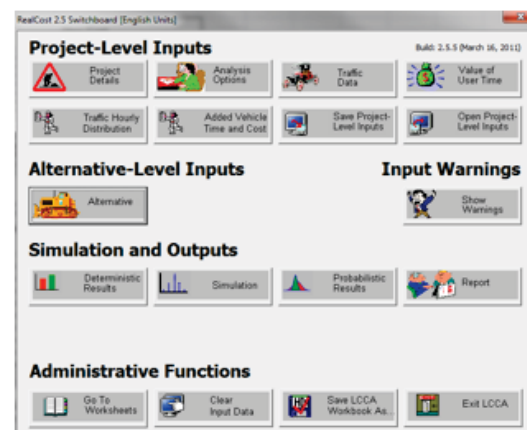 RealCost 2.5 Switchboard [English Units]
Project-Level Inputs
Build: 2.5.5 (March 16, 2011)
Project
Details
Analysis
Options
Traffic
Data
Value of
User Time
Traffic Hourly
Distribution
Added Vehicle
Time and Cost
Save Project-
Level Inputs
Open Project-
Level Inputs
Alternative-Level Inputs
Input Warnings
Alternative
Show
Warnings
Simulation and Outputs
Deterministic
Results
Simulation
Probabilistic
Results
Report
Administrative Functions
Go To
Worksheets
Clear
Input Data
Save LCCA
Workbook As...
Exit LCCA